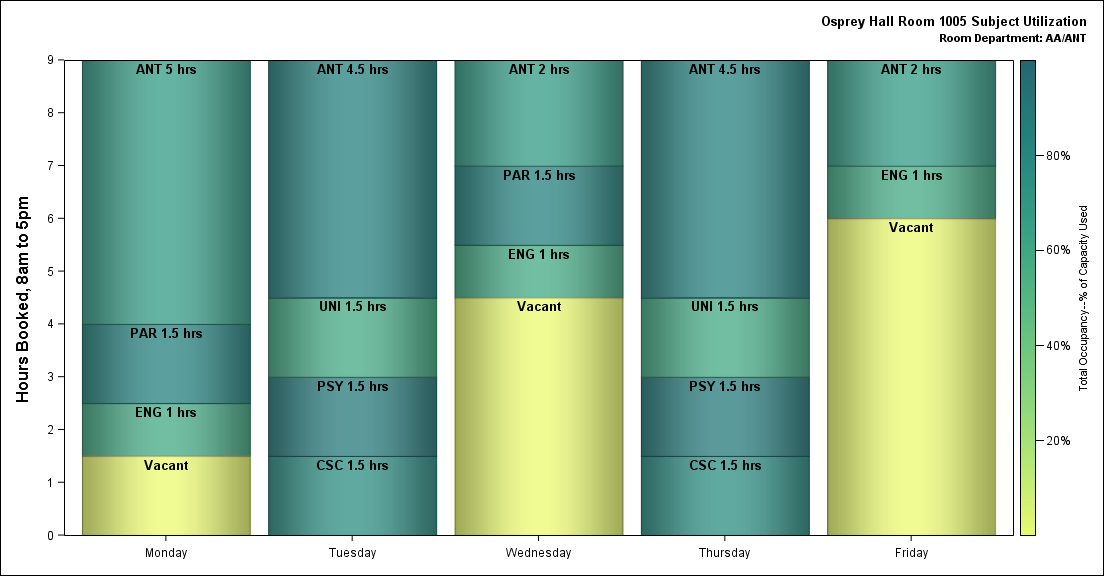 Osprey Hall Room 1005 Subject Utilization
Room Department: AA/ANT
Hours Booked, 8am to 5pm
9
8
7
6
5
4
3
2
1
0
ANT 5 hrs
PAR 1.5 hrs
ENG 1 hrs
Vacant
ANT 4.5 hrs
UNI 1.5 hrs
PSY 1.5 hrs
CSC 1.5 hrs
ANT 2 hrs
PAR 1.5 hrs
ENG 1 hrs
Vacant
ANT 4.5 hrs
UNI 1.5 hrs
PSY 1.5 hrs
CSC 1.5 hrs
ANT 2 hrs
ENG 1 hrs
Vacant
Monday
Tuesday
Wednesday
Thursday
Friday
80%
60%
40%
20%
Total Occupancy--% of Capacity Used